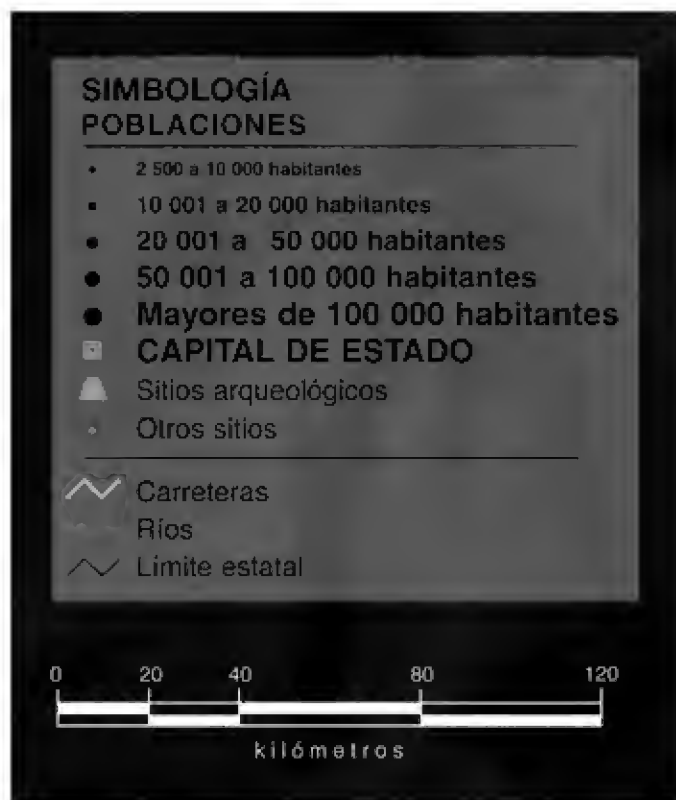 SIMBOLOGÍA
POBLACIONES
2 500 a 10 000 habitantes
10 001 a 20 000 habitantes
20 001 a 50 000 habitantes
50 001 a 100 000 habitantes
Mayores de 100 000 habitantes
CAPITAL DE ESTADO
Sitios arqueológicos
Otros sitios
Carreteras
Ríos
Limite estatal
0 20 40 80 120
kilómetros